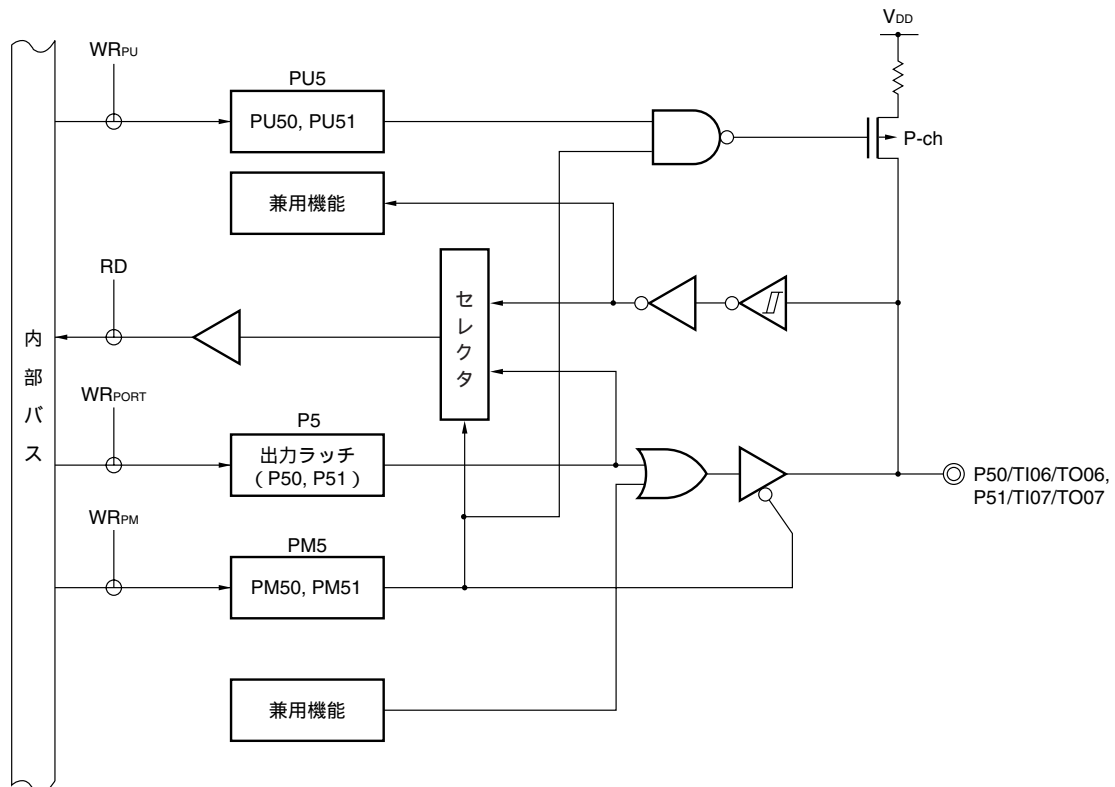 VDD
WRPU
PU5
PU50, PU51
P-ch
兼用機能
RD
セレクタ
内部バス
WRPORT
P5
出力ラッチ
(P50, P51)
P50/TI06/TO06,
P51/TI07/TO07
WRPM
PM5
PM50, PM51
兼用機能